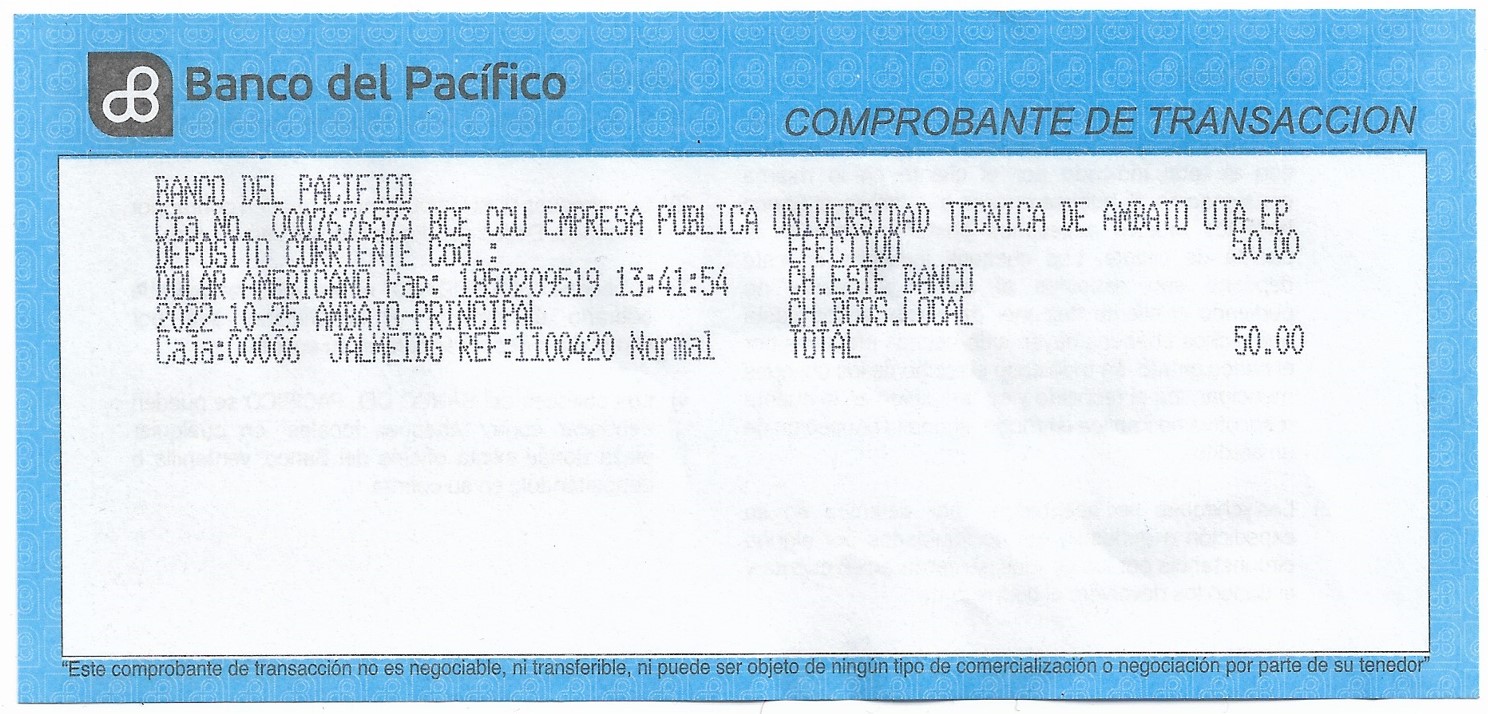 Banco del Pacífico
COMPROBANTE DE TRANSACCION
BANCO DEL PACIFICO
Cta.No. 0007676573 BCE CCU EMPRESA PUBLICA UNIVERSIDAD TECNICA DE AMBATO UTA EP
DEPOSITO CORRIENTE Cod.: EFECTIVO 50.00
DOLAR AMERICANO Pap: 1850209519 13:41:54 CH.ESTE BANCO
2022-10-25 AMBATO-PRINCIPAL CH.BCOS.LOCAL
Caja:00006 JALMEIDG REF:1100420 Normal TOTAL 50.00
"Este comprobante de transacción no es negociable, ni transferible, ni puede ser objeto de ningún tipo de comercialización o negociación por parte de su tenedor"